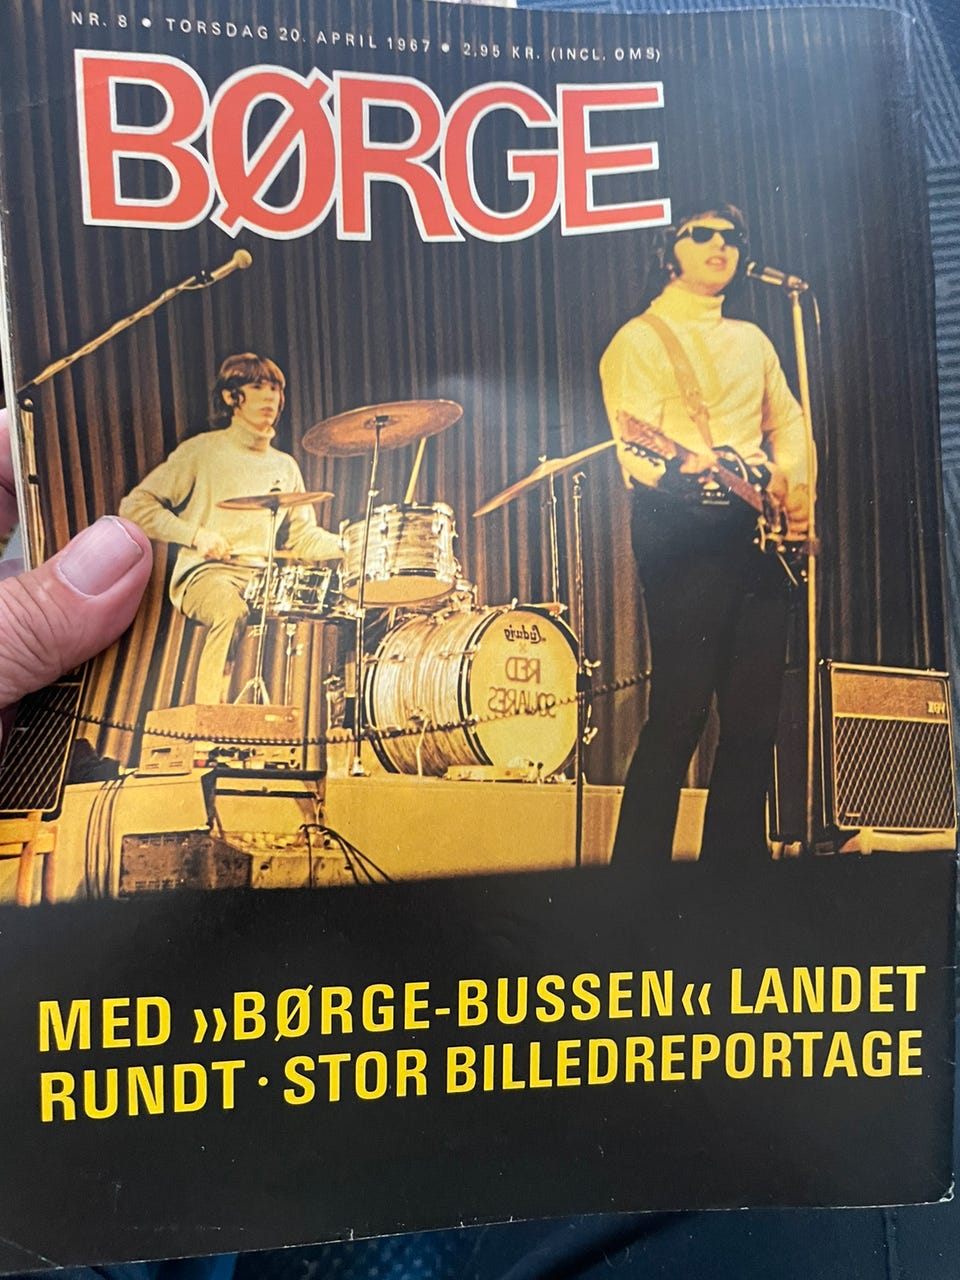 NR. 8 • TORSDAG 20. APRIL 1967 • 2,95 KR. (INCL. OMS)
BØRGE
Ludwig
RED
SQUARES
VOX
MED »BØRGE-BUSSEN« LANDET
RUNDT · STOR BILLEDREPORTAGE